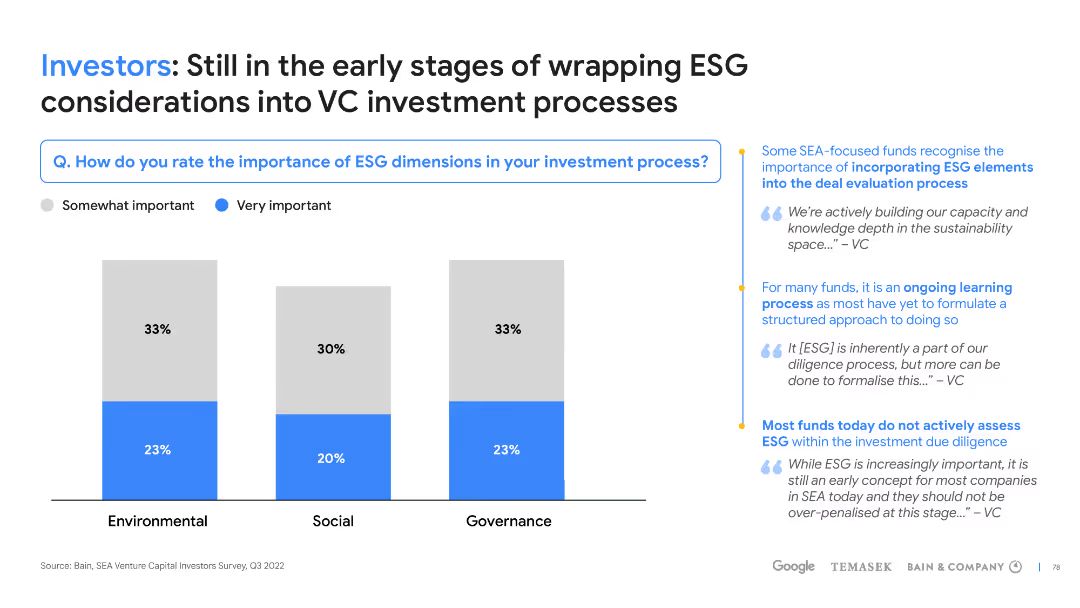 Investors: Still in the early stages of wrapping ESG
considerations into VC investment processes
Q. How do you rate the importance of ESG dimensions in your investment process?
Somewhat important
Very important
33%
30%
33%
23%
20%
23%
Environmental
Social
Governance
Some SEA-focused funds recognise the
importance of incorporating ESG elements
into the deal evaluation process
“ We’re actively building our capacity and
knowledge depth in the sustainability
space…” – VC
For many funds, it is an ongoing learning
process as most have yet to formulate a
structured approach to doing so
“ It [ESG] is inherently a part of our
diligence process, but more can be
done to formalise this…” – VC
Most funds today do not actively assess
ESG within the investment due diligence
“ While ESG is increasingly important, it is
still an early concept for most companies
in SEA today and they should not be
over-penalised at this stage…” – VC
Source: Bain, SEA Venture Capital Investors Survey, Q3 2022
Google
TEMASEK
BAIN & COMPANY
78